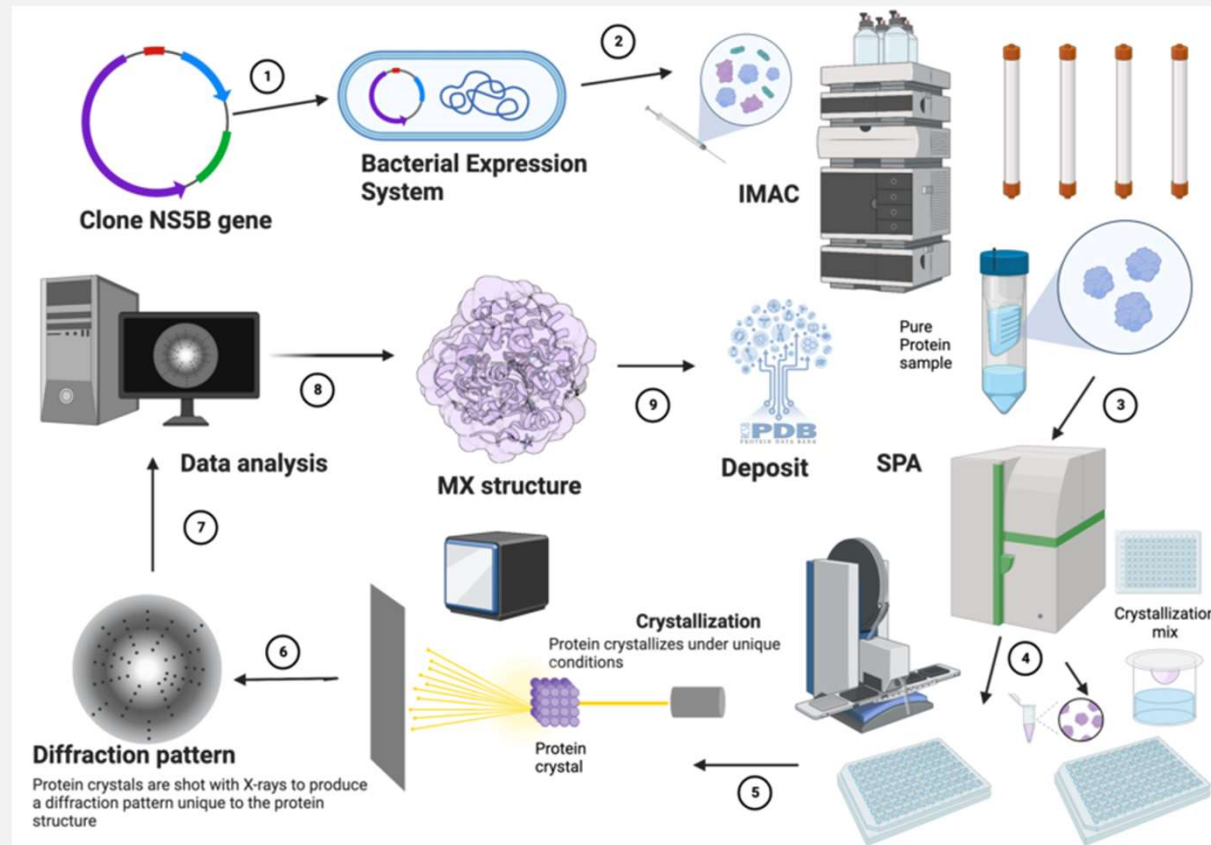 1
2
Clone NS5B gene
Bacterial Expression
System
IMAC
Pure
Protein
sample
3
8
9
Data analysis
MX structure
PDB
PROTEIN DATA BANK
Deposit
SPA
7
Crystallization
mix
4
Crystallization
Protein crystallizes under unique
conditions
6
Protein
crystal
5
Diffraction pattern
Protein crystals are shot with X-rays to produce
a diffraction pattern unique to the protein
structure